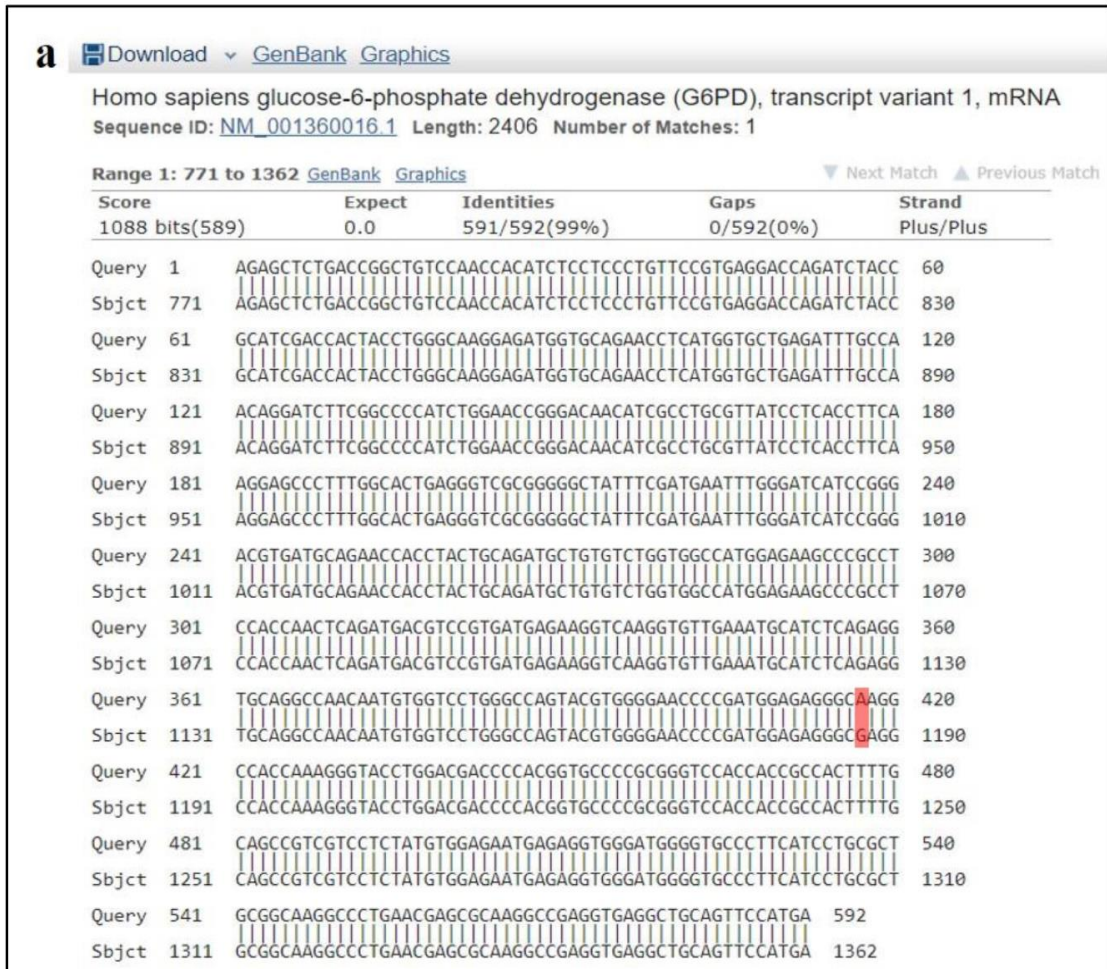 a Download GenBank Graphics
Homo sapiens glucose-6-phosphate dehydrogenase (G6PD), transcript variant 1, mRNA
Sequence ID: NM_001360016.1 Length: 2406 Number of Matches: 1
Range 1: 771 to 1362 GenBank Graphics Next Match Previous Match
Score Expect Identities Gaps Strand
1088 bits(589) 0.0 591/592(99%) 0/592(0%) Plus/Plus
Query 1 AGAGCTCTGACCGGCTGTCCAACCACATCTCCTCCCTGTTCCGTGAGGACCAGATCTACC 60
Sbjct 771 AGAGCTCTGACCGGCTGTCCAACCACATCTCCTCCCTGTTCCGTGAGGACCAGATCTACC 830
Query 61 GCATCGACCACTACCTGGGCAAGGAGATGGTGCAGAACCTCATGGTGCTGAGATTTGCCA 120
Sbjct 831 GCATCGACCACTACCTGGGCAAGGAGATGGTGCAGAACCTCATGGTGCTGAGATTTGCCA 890
Query 121 ACAGGATCTTCGGCCCCATCTGGAACCGGGACAACATCGCCTGCGTTATCCTCACCTTCA 180
Sbjct 891 ACAGGATCTTCGGCCCCATCTGGAACCGGGACAACATCGCCTGCGTTATCCTCACCTTCA 950
Query 181 AGGAGCCCTTTGGCACTGAGGGTCGCGGGGGCTATTTCGATGAATTTGGGATCATCCGGG 240
Sbjct 951 AGGAGCCCTTTGGCACTGAGGGTCGCGGGGGCTATTTCGATGAATTTGGGATCATCCGGG 1010
Query 241 ACGTGATGCAGAACCACCTACTGCAGATGCTGTGTCTGGTGGCCATGGAGAAGCCCGCCT 300
Sbjct 1011 ACGTGATGCAGAACCACCTACTGCAGATGCTGTGTCTGGTGGCCATGGAGAAGCCCGCCT 1070
Query 301 CCACCAACTCAGATGACGTCCGTGATGAGAAGGTCAAGGTGTTGAAATGCATCTCAGAGG 360
Sbjct 1071 CCACCAACTCAGATGACGTCCGTGATGAGAAGGTCAAGGTGTTGAAATGCATCTCAGAGG 1130
Query 361 TGCAGGCCAACAATGTGGTCCTGGGCCAGTACGTGGGGAACCCCGATGGAGAGGGCAAGG 420
Sbjct 1131 TGCAGGCCAACAATGTGGTCCTGGGCCAGTACGTGGGGAACCCCGATGGAGAGGGCGAGG 1190
Query 421 CCACCAAAGGGTACCTGGACGACCCCACGGTGCCCCGCGGGTCCACCACCGCCACTTTTG 480
Sbjct 1191 CCACCAAAGGGTACCTGGACGACCCCACGGTGCCCCGCGGGTCCACCACCGCCACTTTTG 1250
Query 481 CAGCCGTCGTCCTCTATGTGGAGAATGAGAGGTGGGATGGGGTGCCCTTCATCCTGCGCT 540
Sbjct 1251 CAGCCGTCGTCCTCTATGTGGAGAATGAGAGGTGGGATGGGGTGCCCTTCATCCTGCGCT 1310
Query 541 GCGGCAAGGCCCTGAACGAGCGCAAGGCCGAGGTGAGGCTGCAGTTCCATGA 592
Sbjct 1311 GCGGCAAGGCCCTGAACGAGCGCAAGGCCGAGGTGAGGCTGCAGTTCCATGA 1362